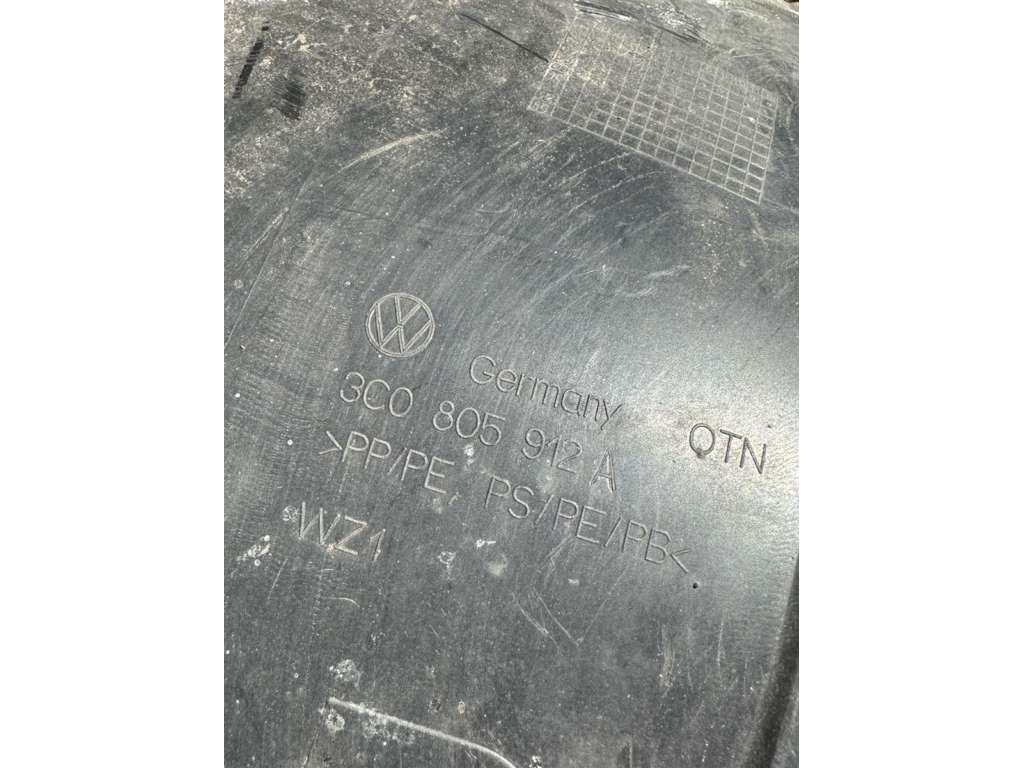 Germany
3C0 805 912 A
QTN
>PP/PE, PS/PE/PB<
WZ1